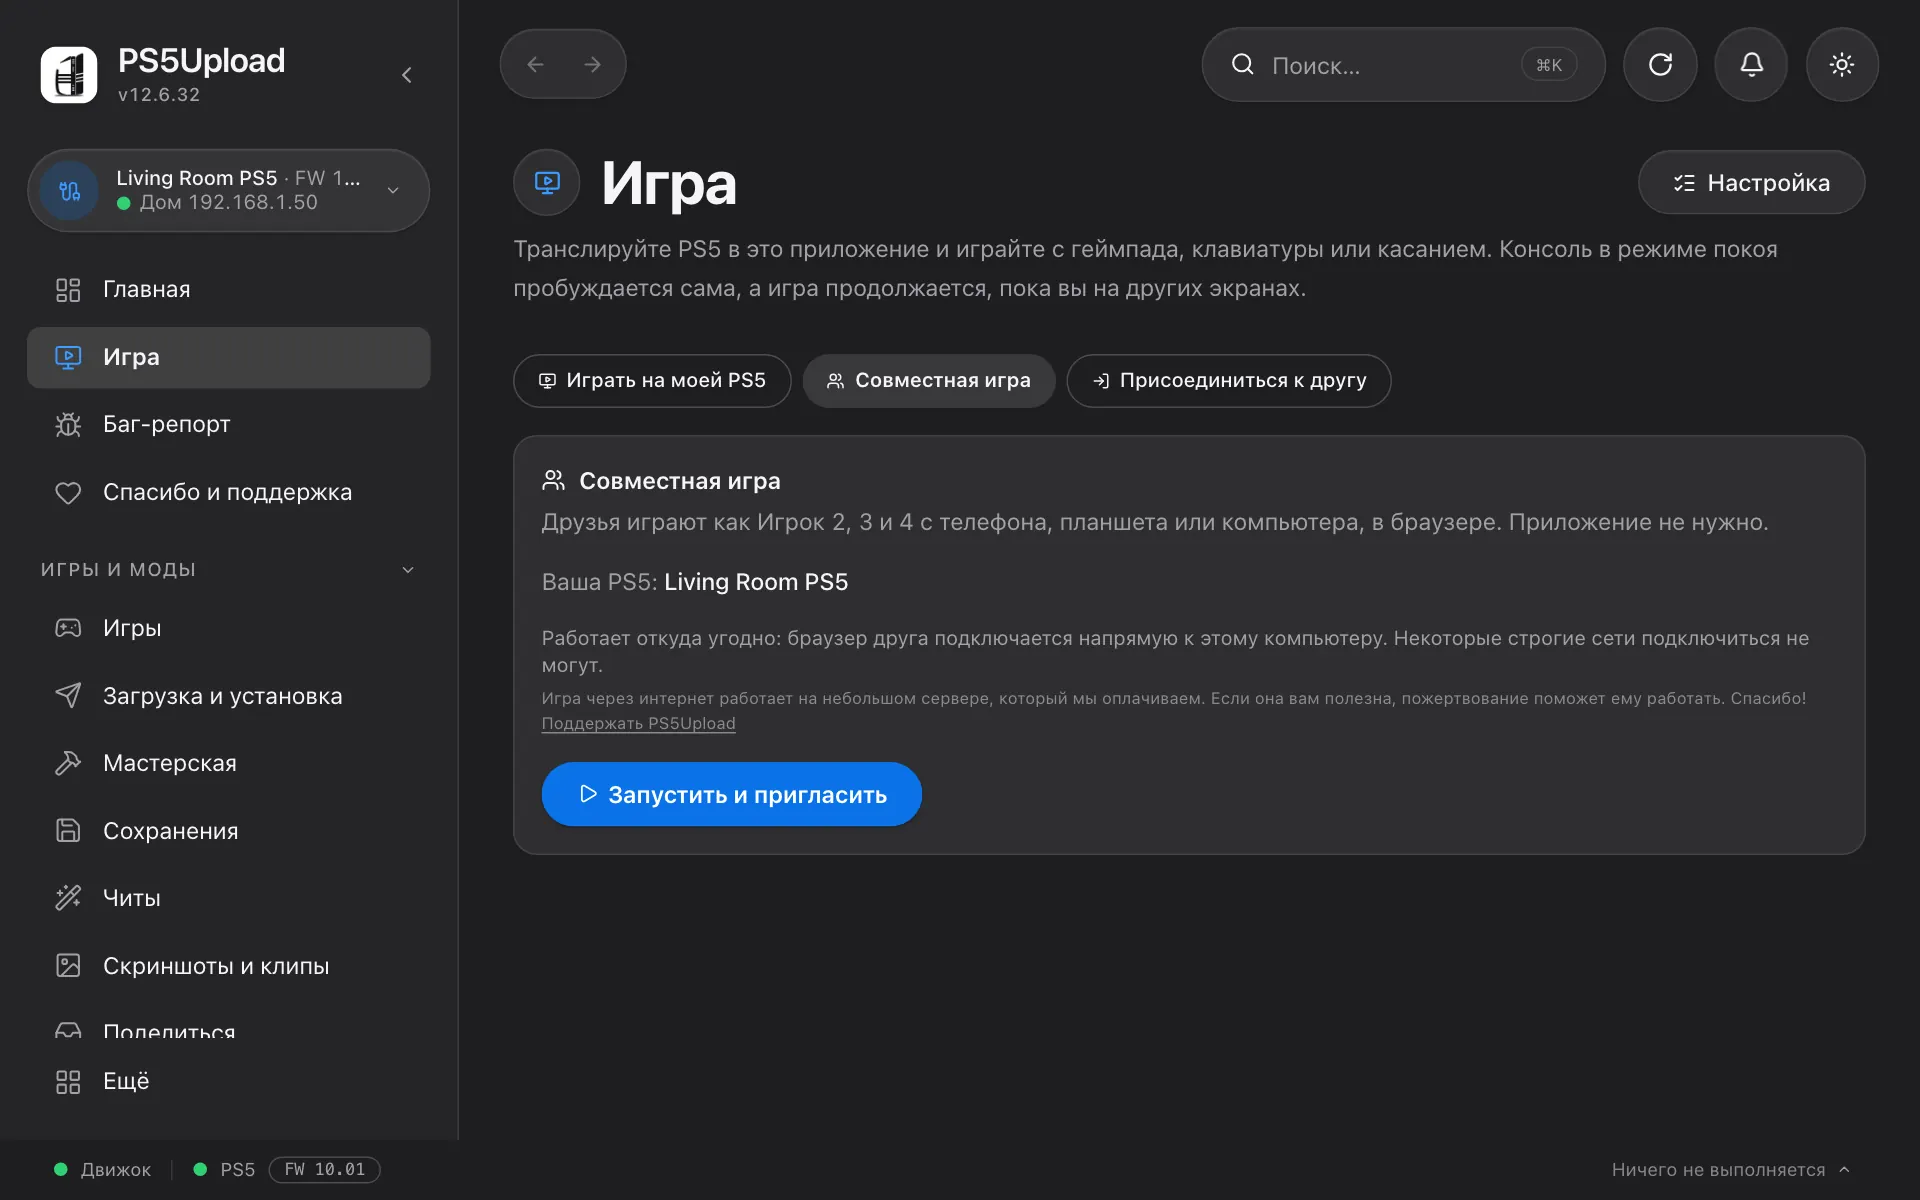 PS5Upload
v12.6.32
Living Room PS5 · FW 1...
Дом 192.168.1.50
Главная
Игра
Баг-репорт
Спасибо и поддержка
ИГРЫ И МОДЫ
Игры
Загрузка и установка
Мастерская
Сохранения
Читы
Скриншоты и клипы
Поделиться
Ещё
Поиск...
⌘K
Игра
Настройка
Транслируйте PS5 в это приложение и играйте с геймпада, клавиатуры или касанием. Консоль в режиме покоя
пробуждается сама, а игра продолжается, пока вы на других экранах.
Играть на моей PS5
Совместная игра
Присоединиться к другу
Совместная игра
Друзья играют как Игрок 2, 3 и 4 с телефона, планшета или компьютера, в браузере. Приложение не нужно.
Ваша PS5: Living Room PS5
Работает откуда угодно: браузер друга подключается напрямую к этому компьютеру. Некоторые строгие сети подключиться не
могут.
Игра через интернет работает на небольшом сервере, который мы оплачиваем. Если она вам полезна, пожертвование поможет ему работать. Спасибо!
Поддержать PS5Upload
Запустить и пригласить
Движок
PS5
FW 10.01
Ничего не выполняется